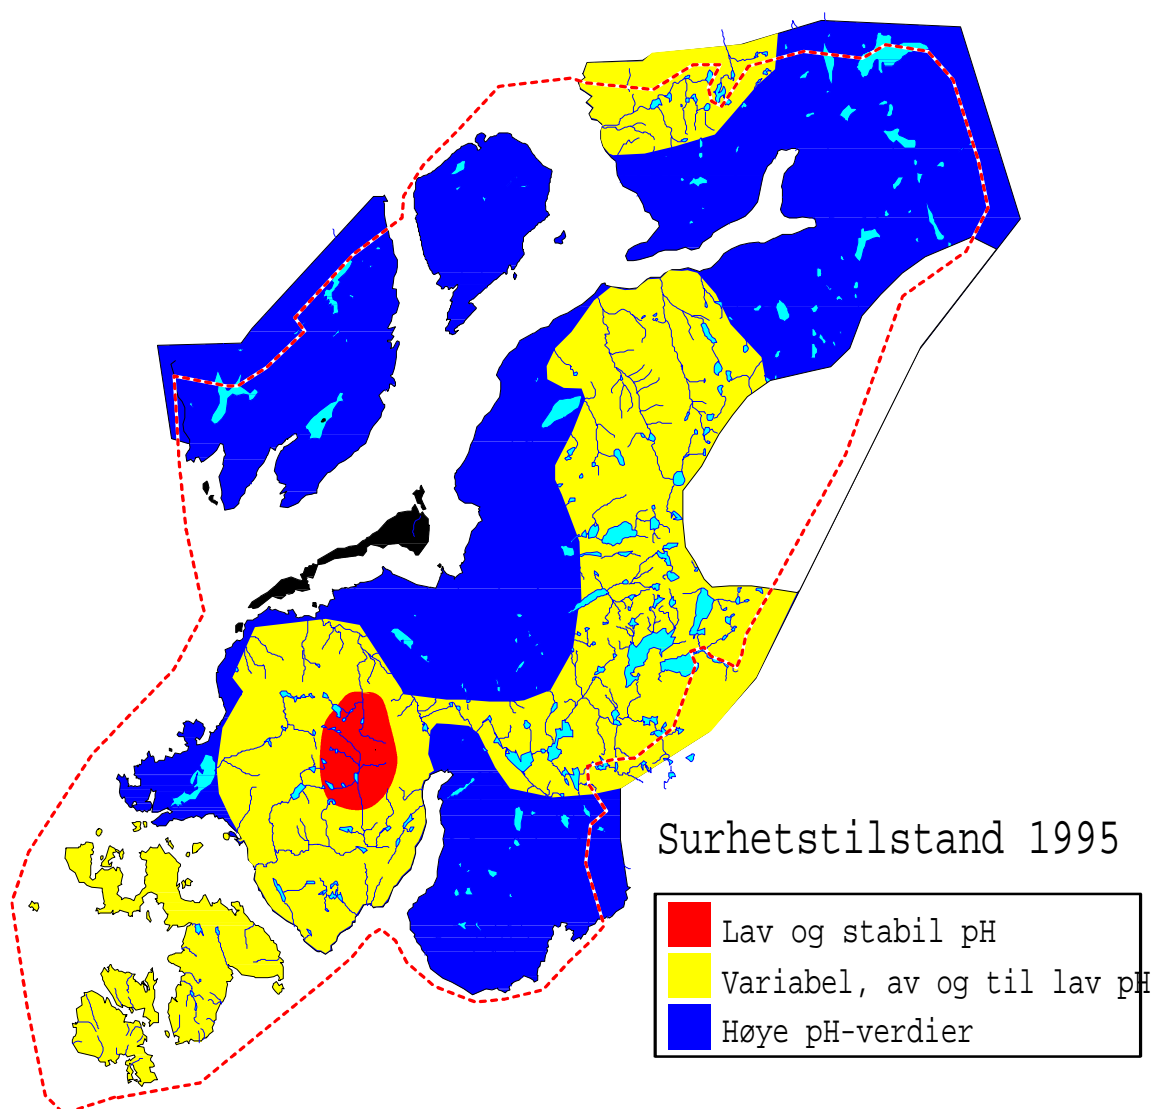 Surhetstilstand 1995
Lav og stabil pH
Variabel, av og til lav pH
Høye pH-verdier